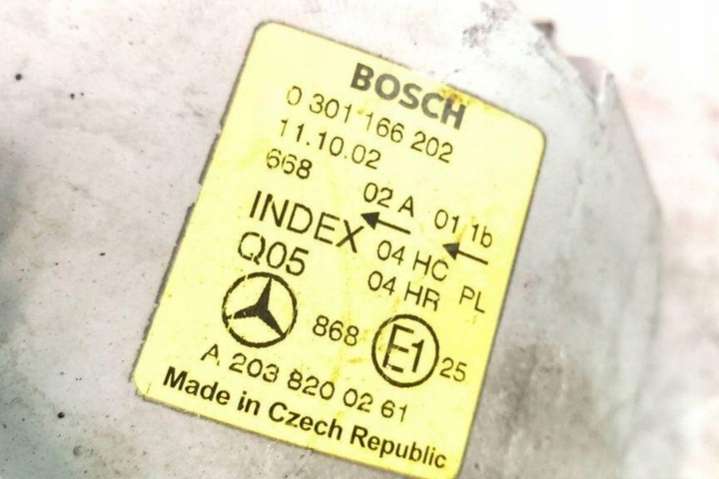 BOSCH
0 301 166 202
11.10.02
668 02 A 01 1b
INDEX 04 HC PL
Q05 04 HR
868 E1 25
A 203 820 02 61
Made in Czech Republic